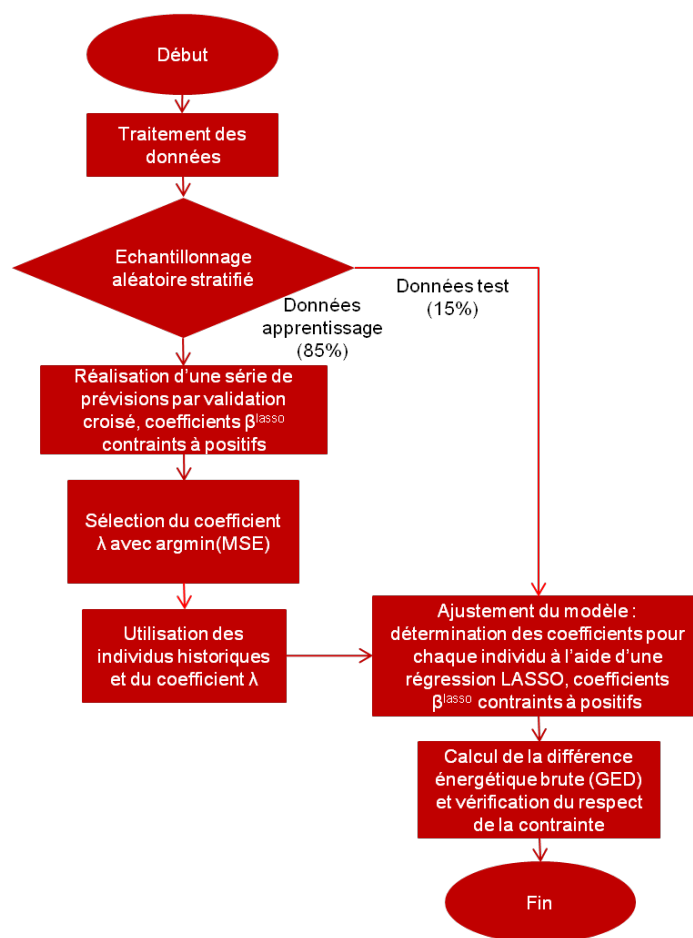 Début
Traitement des
données
Echantillonnage
aléatoire stratifié
Données test
(15%)
Données
apprentissage
(85%)
Réalisation d'une série de
prévisions par validation
croisé, coefficients βlasso
contraints à positifs
Sélection du coefficient
λ avec argmin(MSE)
Utilisation des
individus historiques
et du coefficient λ
Ajustement du modèle :
détermination des coefficients pour
chaque individu à l'aide d'une
régression LASSO, coefficients
βlasso contraints à positifs
Calcul de la différence
énergétique brute (GED)
et vérification du respect
de la contrainte
Fin